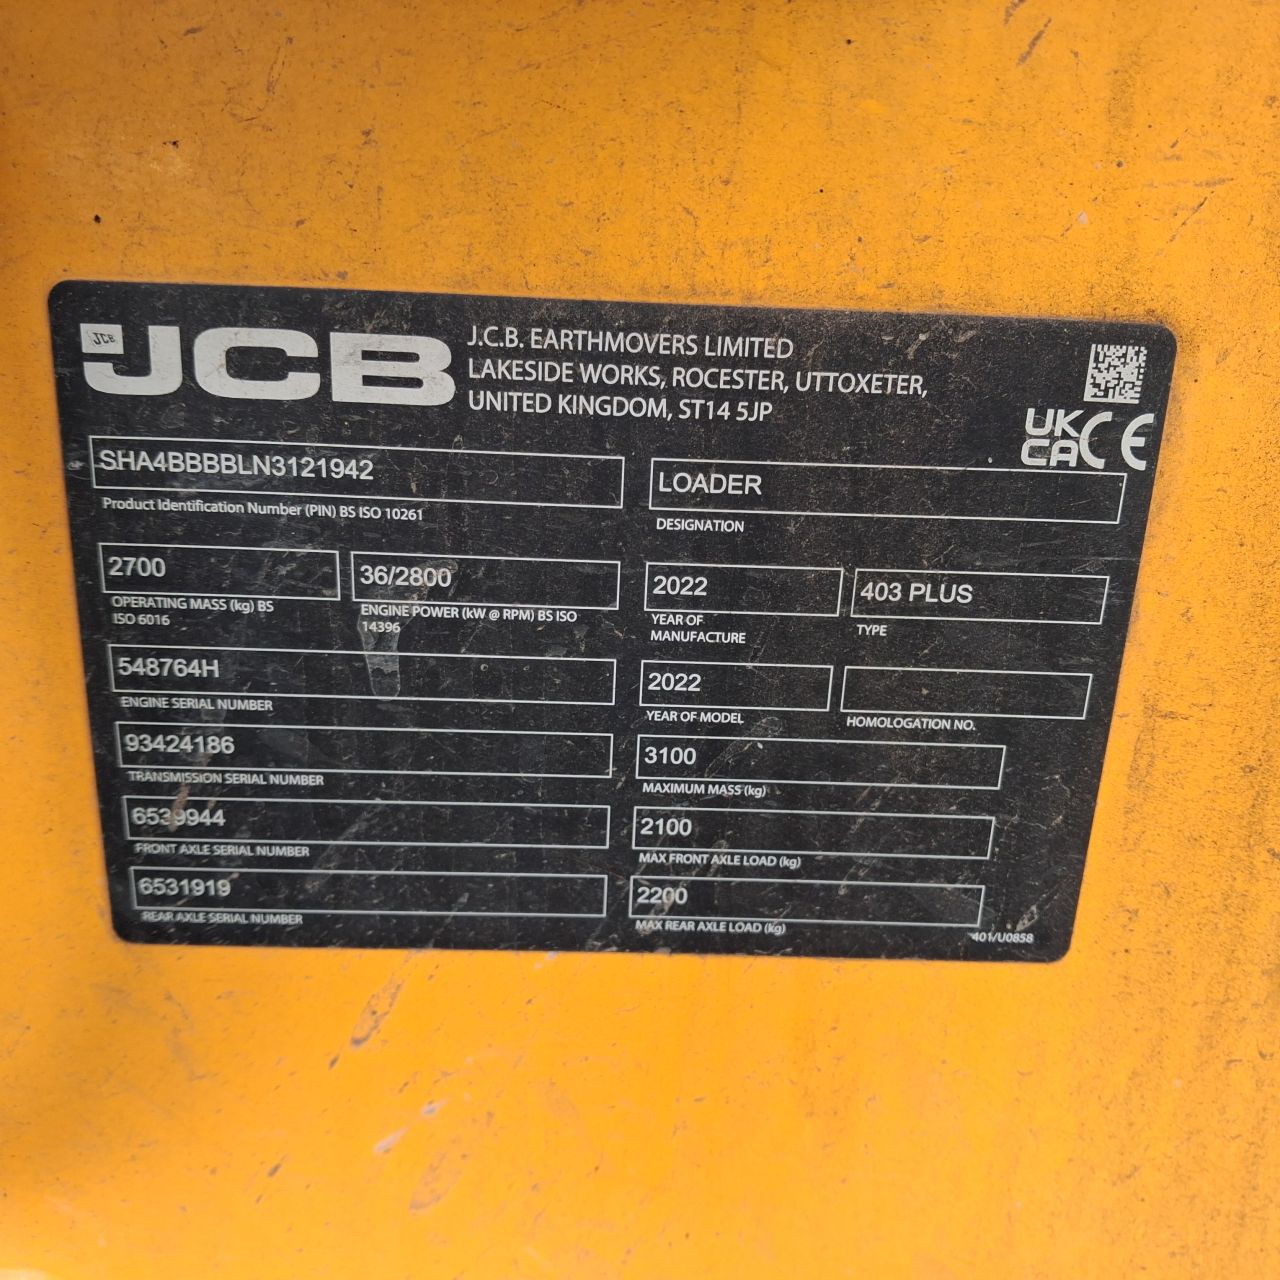 JCB
JCB
J.C.B. EARTHMOVERS LIMITED
LAKESIDE WORKS, ROCESTER, UTTOXETER,
UNITED KINGDOM, ST14 5JP
UK
CA
CE
SHA4BBBBLN3121942
Product Identification Number (PIN) BS ISO 10261
LOADER
DESIGNATION
2700
OPERATING MASS (kg) BS
ISO 6016
36/2800
ENGINE POWER (kW @ RPM) BS ISO
14396
2022
YEAR OF
MANUFACTURE
403 PLUS
TYPE
548764H
ENGINE SERIAL NUMBER
2022
YEAR OF MODEL
HOMOLOGATION NO.
93424186
TRANSMISSION SERIAL NUMBER
3100
MAXIMUM MASS (kg)
6539944
FRONT AXLE SERIAL NUMBER
2100
MAX FRONT AXLE LOAD (kg)
6531919
REAR AXLE SERIAL NUMBER
2200
MAX REAR AXLE LOAD (kg)
401/U0858